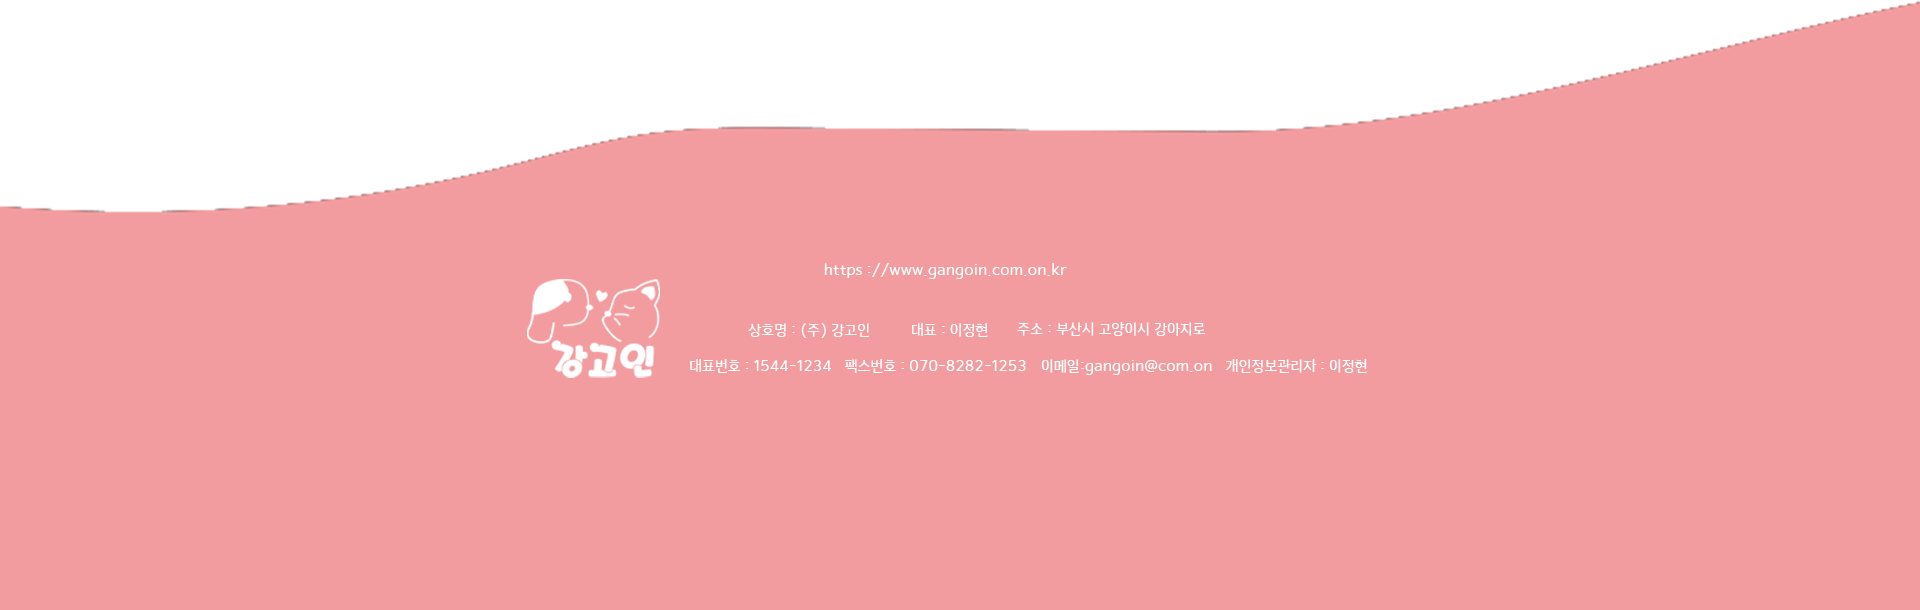 https ://www.gangoin.com.on.kr
강고인
상호명 : (주) 강고인 대표 : 이정현 주소 : 부산시 고양이시 강아지로
대표번호 : 1544-1234 팩스번호 : 070-8282-1253 이메일:gangoin@com.on 개인정보관리자 : 이정현